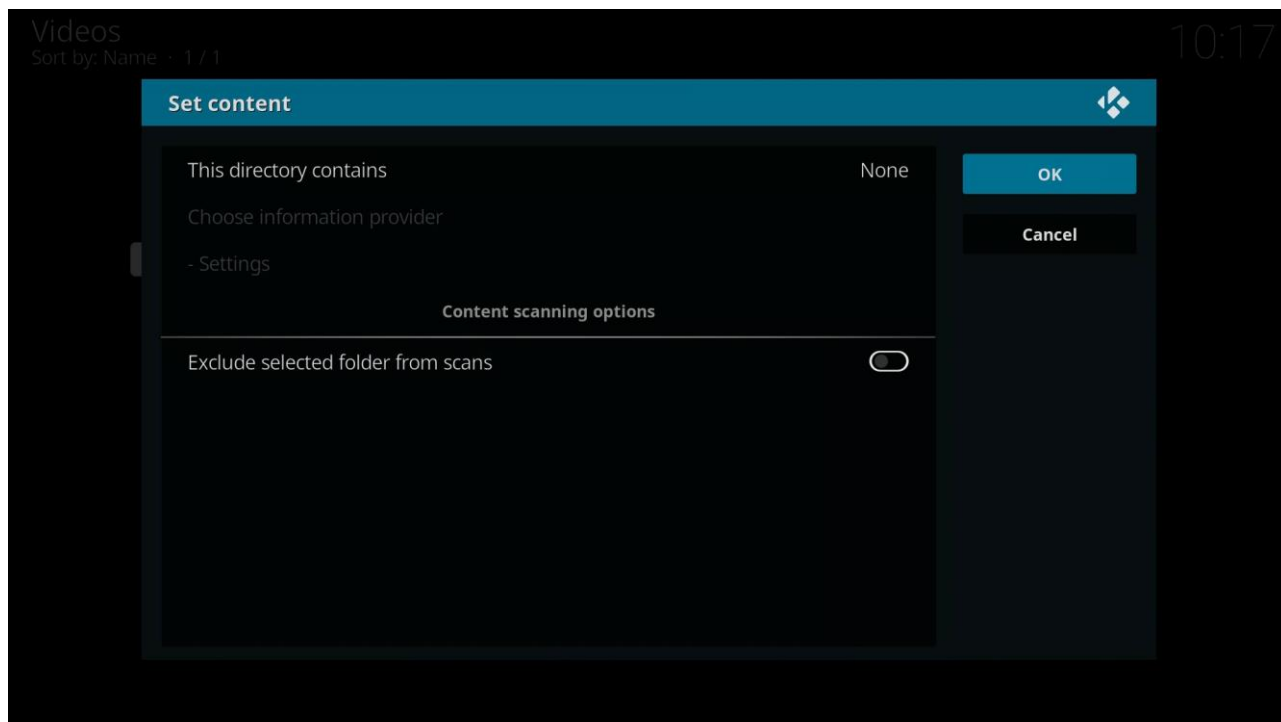 Videos
Sort by: Name · 1 / 1
10:17
Set content
This directory contains None
Choose information provider
- Settings
Content scanning options
Exclude selected folder from scans
OK
Cancel